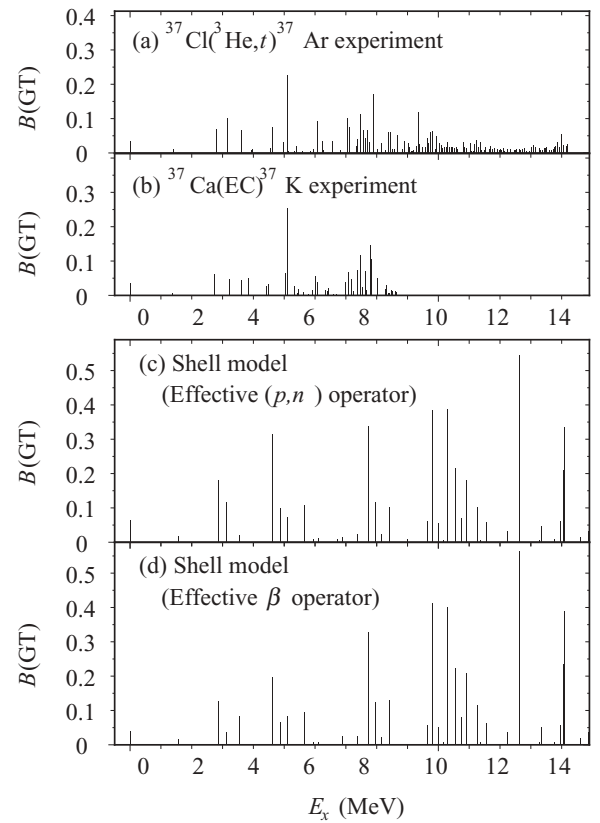 0.4
(a) ³⁷Cl(³He,t)³⁷ Ar experiment
0.3
0.2
0.1
0
B(GT)
(b) ³⁷Ca(EC)³⁷ K experiment
0.3
0.2
0.1
0
B(GT)
0 2 4 6 8 10 12 14
(c) Shell model
(Effective (p,n ) operator)
0.5
0.4
0.3
0.2
0.1
0
B(GT)
(d) Shell model
(Effective β operator)
0.5
0.4
0.3
0.2
0.1
0
B(GT)
0 2 4 6 8 10 12 14
Eₓ (MeV)